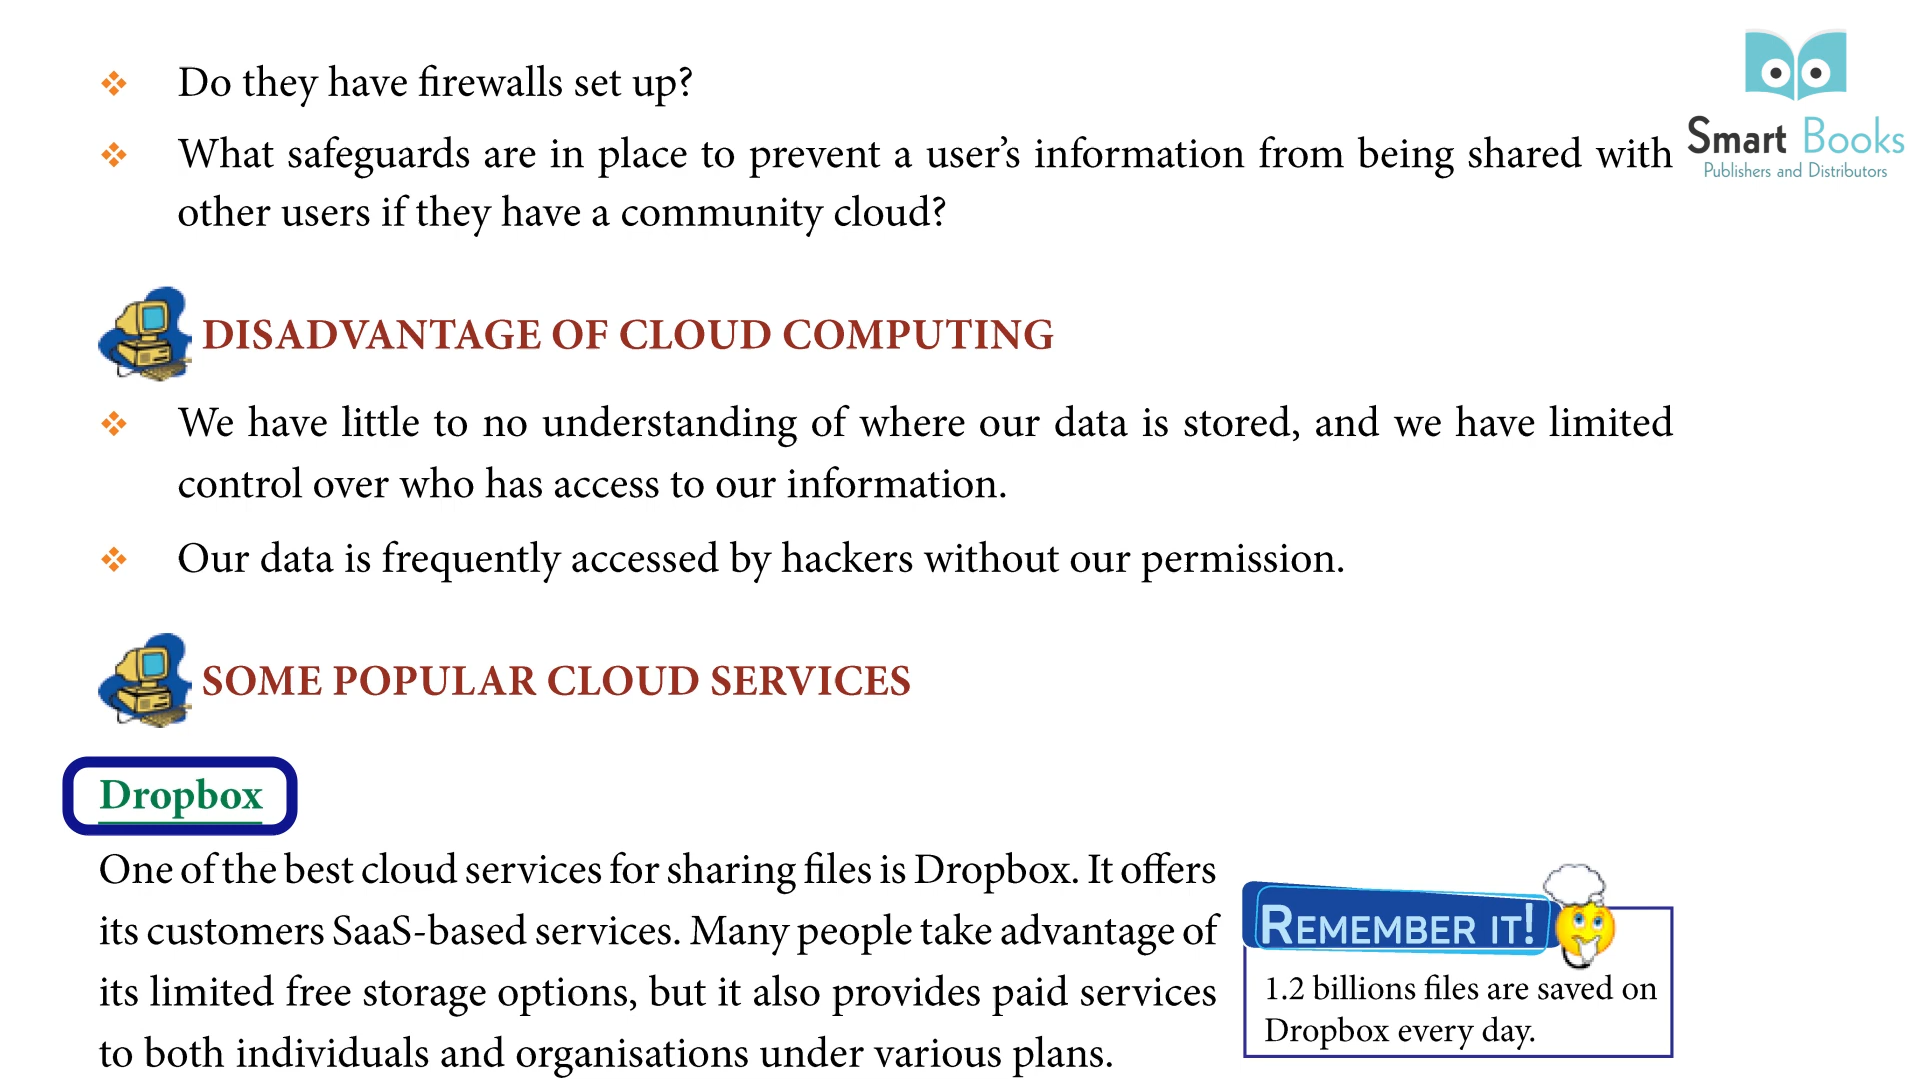 Do they have firewalls set up?
What safeguards are in place to prevent a user’s information from being shared with
other users if they have a community cloud?
Smart Books
Publishers and Distributors
DISADVANTAGE OF CLOUD COMPUTING
We have little to no understanding of where our data is stored, and we have limited
control over who has access to our information.
Our data is frequently accessed by hackers without our permission.
SOME POPULAR CLOUD SERVICES
Dropbox
One of the best cloud services for sharing files is Dropbox. It offers
its customers SaaS-based services. Many people take advantage of
its limited free storage options, but it also provides paid services
to both individuals and organisations under various plans.
REMEMBER IT!
1.2 billions files are saved on
Dropbox every day.